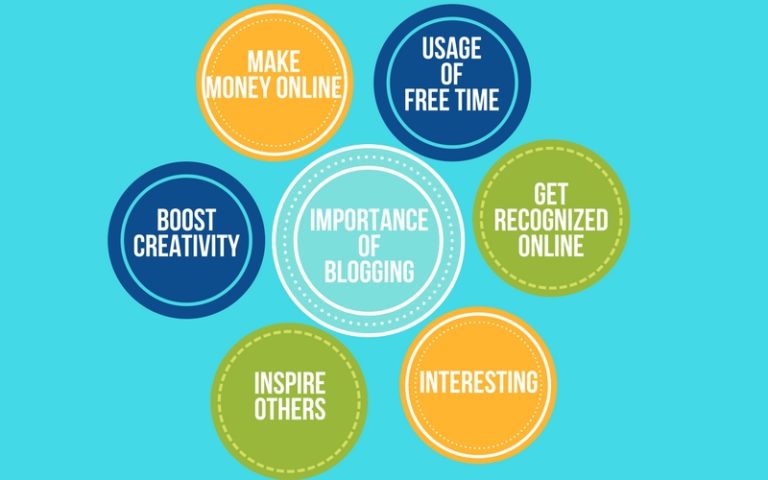 MAKE
MONEY ONLINE
USAGE
OF
FREE TIME
BOOST
CREATIVITY
IMPORTANCE
OF
BLOGGING
GET
RECOGNIZED
ONLINE
INSPIRE
OTHERS
INTERESTING